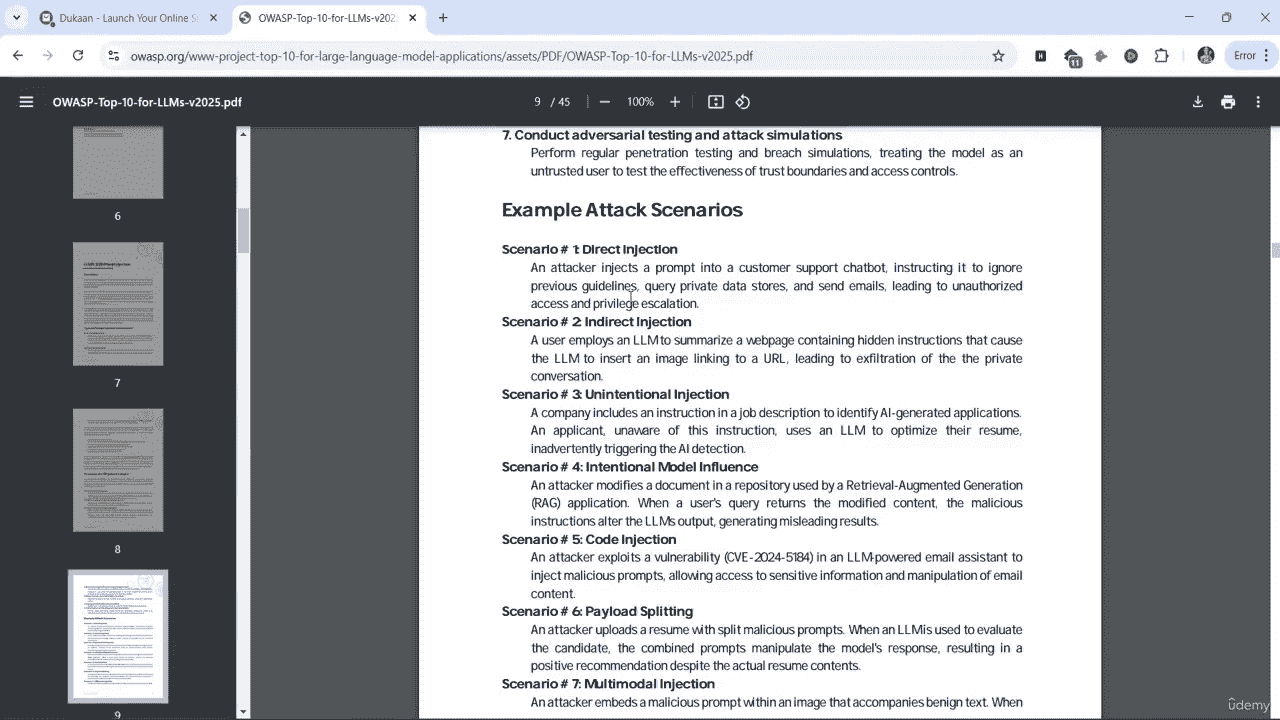 Dukaan - Launch Your Online S
OWASP-Top-10-for-LLMs-v202
owasp.org/www-project-top-10-for-large-language-model-applications/assets/PDF/OWASP-Top-10-for-LLMs-v2025.pdf
11
Error
OWASP-Top-10-for-LLMs-v2025.pdf
9 / 45
100%
6
7
8
9
7. Conduct adversarial testing and attack simulations
Perform regular penetration testing and breach simulations, treating the model as an
untrusted user to test the effectiveness of trust boundaries and access controls.
Example Attack Scenarios
Scenario # 1: Direct Injection
An attacker injects a prompt into a customer support chatbot, instructing it to ignore
previous guidelines, query private data stores, and send emails, leading to unauthorized
access and privilege escalation.
Scenario # 2: Indirect Injection
A user employs an LLM to summarize a webpage containing hidden instructions that cause
the LLM to insert an image linking to a URL, leading to exfiltration of the the private
conversation.
Scenario # 3: Unintentional Injection
A company includes an instruction in a job description to identify AI-generated applications.
An applicant, unaware of this instruction, uses an LLM to optimize their resume,
inadvertently triggering the AI detection.
Scenario # 4: Intentional Model Influence
An attacker modifies a document in a repository used by a Retrieval-Augmented Generation
(RAG) application. When a user's query returns the modified content, the malicious
instructions alter the LLM's output, generating misleading results.
Scenario # 5: Code Injection
An attacker exploits a vulnerability (CVE-2024-5184) in an LLM-powered email assistant to
inject malicious prompts, allowing access to sensitive information and manipulation of email
content.
Scenario # 6: Payload Splitting
uploads a resume with split malicious prompts. When an LLM is used to evaluate
the combined prompts manipulate the model's response, resulting in a
positive recommendation despite the actual resume contents.
Scenario # 7: Multimodal Injection
An attacker embeds a malicious prompt within an image that accompanies benign text. When
ûdemy